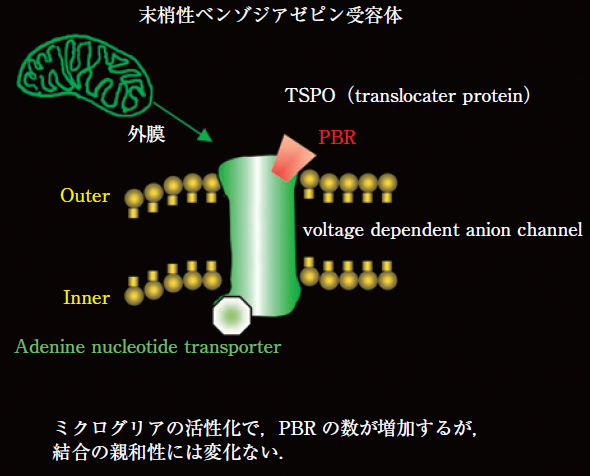 末梢性ベンゾジアゼピン受容体
TSPO（translocater protein）
外膜
PBR
Outer
voltage dependent anion channel
Inner
Adenine nucleotide transporter
ミクログリアの活性化で，PBR の数が増加するが，
結合の親和性には変化ない．